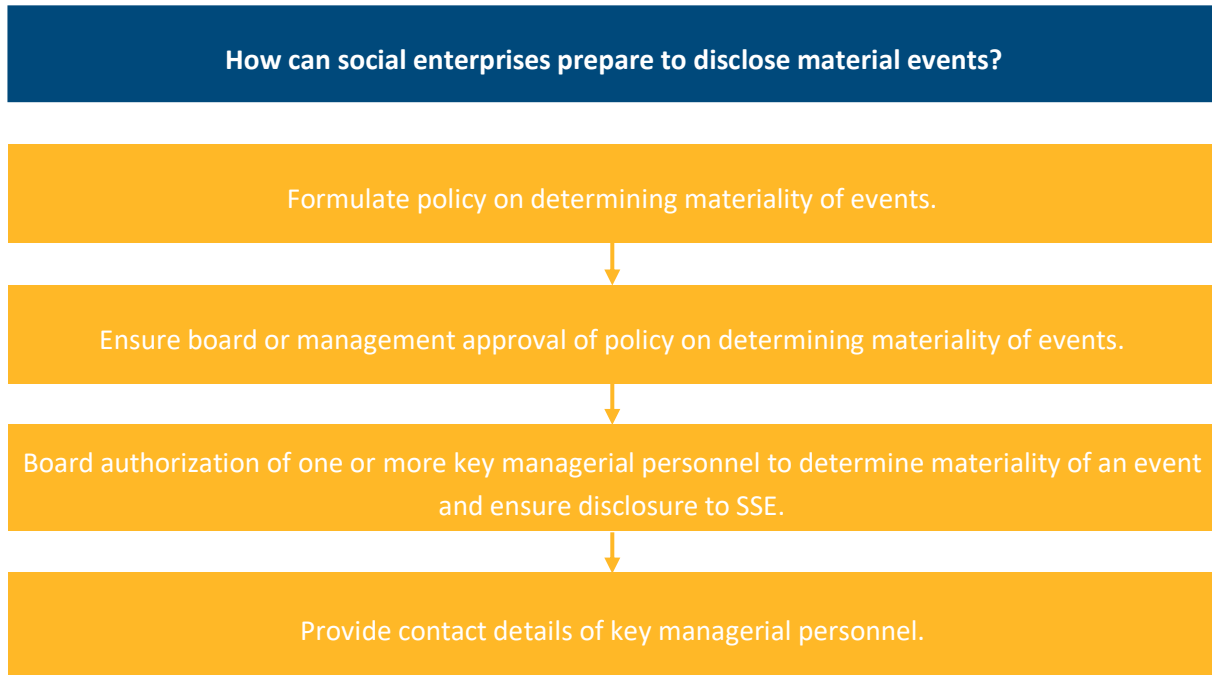 How can social enterprises prepare to disclose material events?
Formulate policy on determining materiality of events.
Ensure board or management approval of policy on determining materiality of events.
Board authorization of one or more key managerial personnel to determine materiality of an event
and ensure disclosure to SSE.
Provide contact details of key managerial personnel.